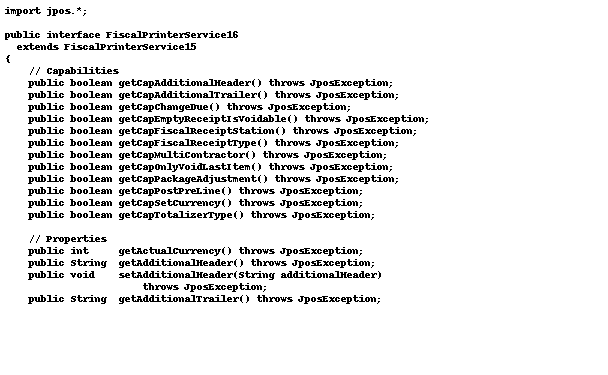 import jpos.*;

public interface FiscalPrinterService16
  extends FiscalPrinterService15
{
    // Capabilities
    public boolean getCapAdditionalHeader() throws JposException;
    public boolean getCapAdditionalTrailer() throws JposException;
    public boolean getCapChangeDue() throws JposException;
    public boolean getCapEmptyReceiptIsVoidable() throws JposException;
    public boolean getCapFiscalReceiptStation() throws JposException;
    public boolean getCapFiscalReceiptType() throws JposException;
    public boolean getCapMultiContractor() throws JposException;
    public boolean getCapOnlyVoidLastItem() throws JposException;
    public boolean getCapPackageAdjustment() throws JposException;
    public boolean getCapPostPreLine() throws JposException;
    public boolean getCapSetCurrency() throws JposException;
    public boolean getCapTotalizerType() throws JposException;

    // Properties
    public int     getActualCurrency() throws JposException;
    public String  getAdditionalHeader() throws JposException;
    public void    setAdditionalHeader(String additionalHeader)
                       throws JposException;
    public String  getAdditionalTrailer() throws JposException;